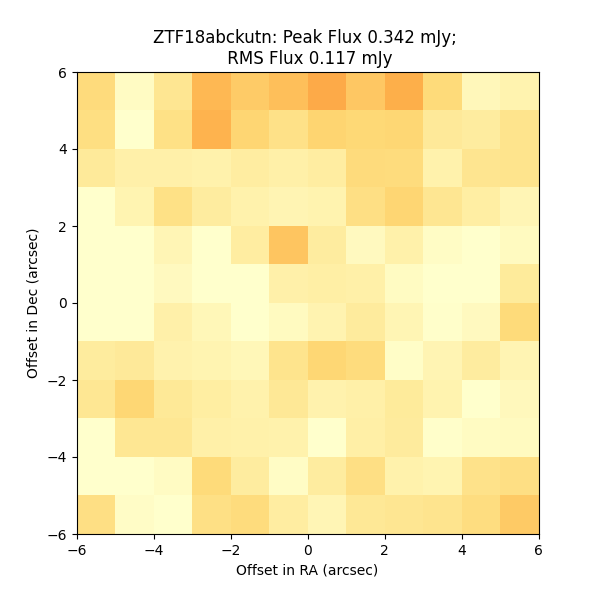 ZTF18abckutn: Peak Flux 0.342 mJy;
RMS Flux 0.117 mJy
6
4
2
0
−2
−4
−6
Offset in Dec (arcsec)
−6 −4 −2 0 2 4 6
Offset in RA (arcsec)